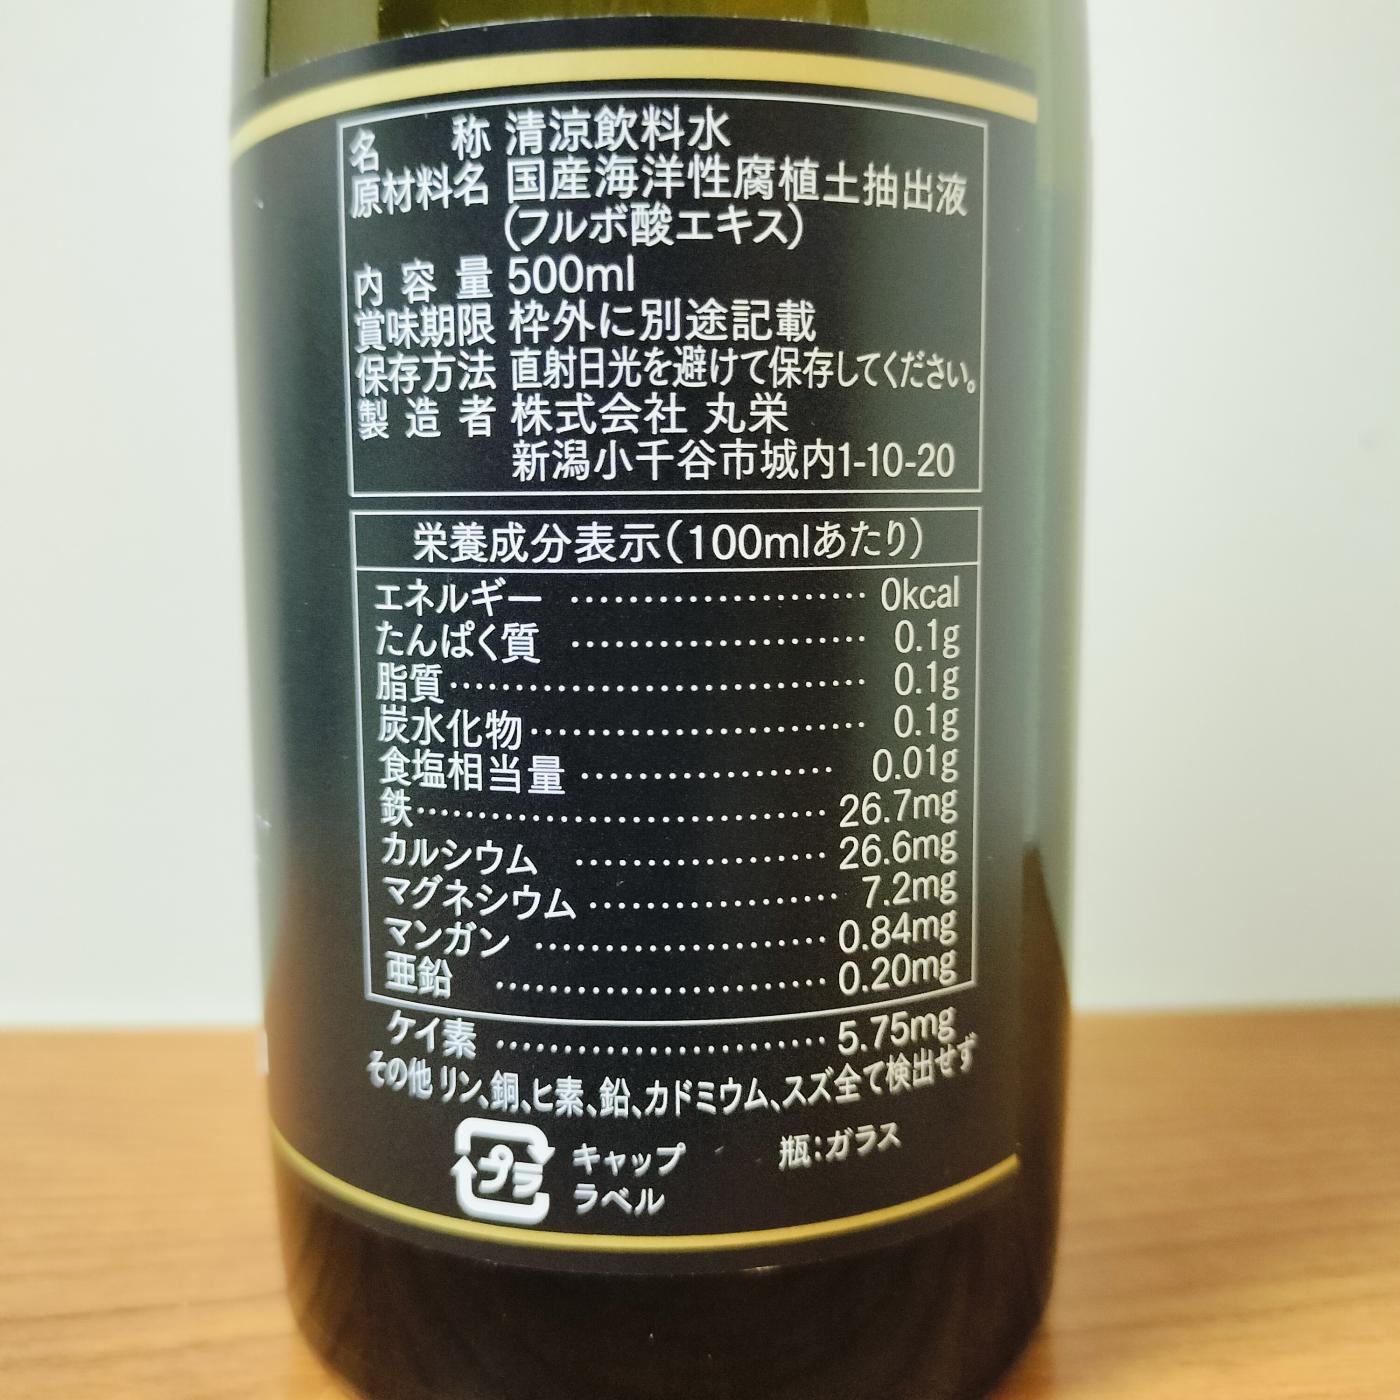 名称 清涼飲料水
原材料名 国産海洋性腐植土抽出液
(フルボ酸エキス)
内容量 500ml
賞味期限 枠外に別途記載
保存方法 直射日光を避けて保存してください。
製造者 株式会社 丸栄
新潟小千谷市城内1-10-20
栄養成分表示(100mlあたり)
エネルギー ………………… 0kcal
たんぱく質 ………………… 0.1g
脂質………………………… 0.1g
炭水化物…………………… 0.1g
食塩相当量 ……………… 0.01g
鉄………………………… 26.7mg
カルシウム ……………… 26.6mg
マグネシウム ……………… 7.2mg
マンガン ………………… 0.84mg
亜鉛 …………………… 0.20mg
ケイ素 …………………… 5.75mg
その他 リン、銅、ヒ素、鉛、カドミウム、スズ全て検出せず
プラ キャップ 瓶:ガラス
ラベル